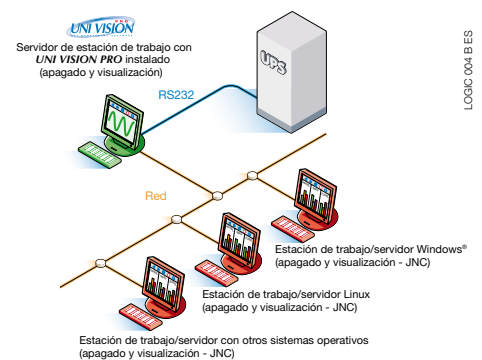 UNI VISION PRO
Servidor de estación de trabajo con
UNI VISION PRO instalado
(apagado y visualización)
UPS
RS232
LOGIC 004 B ES
Red
Estación de trabajo/servidor Windows®
(apagado y visualización - JNC)
Estación de trabajo/servidor Linux
(apagado y visualización - JNC)
Estación de trabajo/servidor con otros sistemas operativos
(apagado y visualización - JNC)